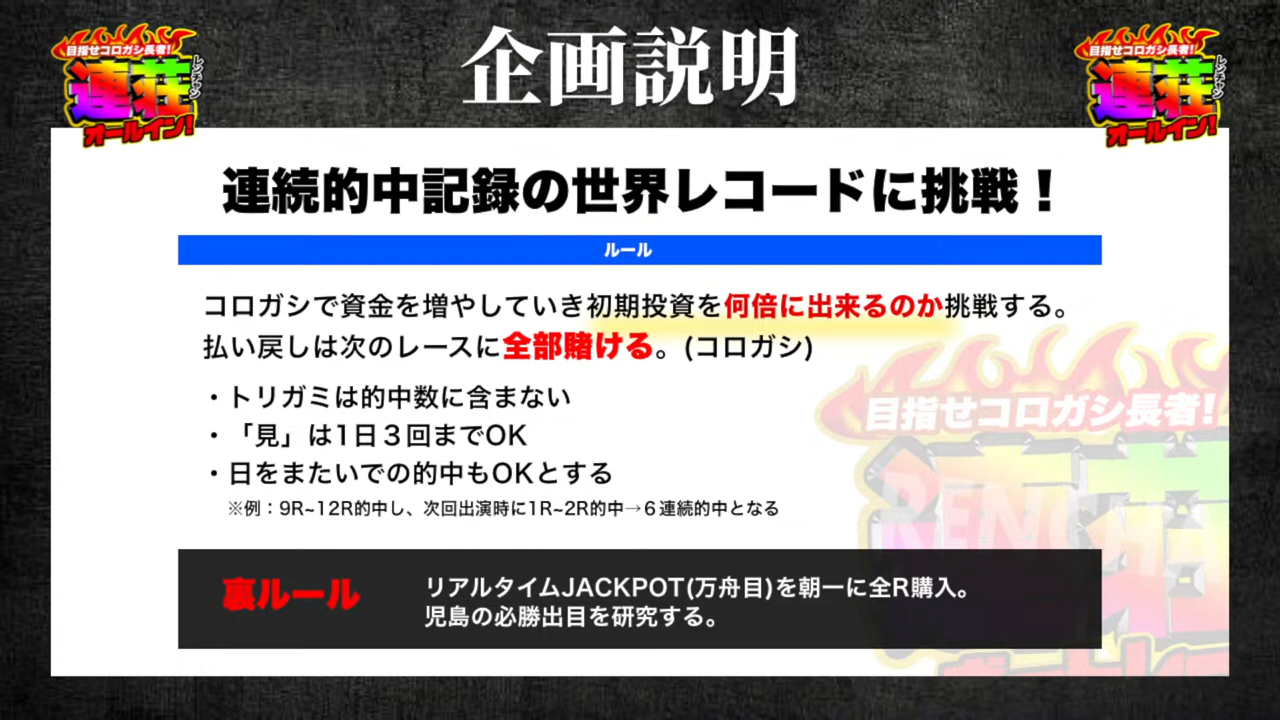 企画説明
目指せコロガシ長者!
連荘
レンチャン
オールイン!
目指せコロガシ長者!
連荘
レンチャン
オールイン!
連続的中記録の世界レコードに挑戦！
ルール
コロガシで資金を増やしていき初期投資を何倍に出来るのか挑戦する。
払い戻しは次のレースに全部賭ける。(コロガシ)
・トリガミは的中数に含まない
・「見」は1日３回までOK
・日をまたいでの的中もOKとする
※例：9R~12R的中し、次回出演時に1R~2R的中→６連続的中となる
目指せコロガシ長者!
裏ルール
リアルタイムJACKPOT(万舟目)を朝一に全R購入。
児島の必勝出目を研究する。